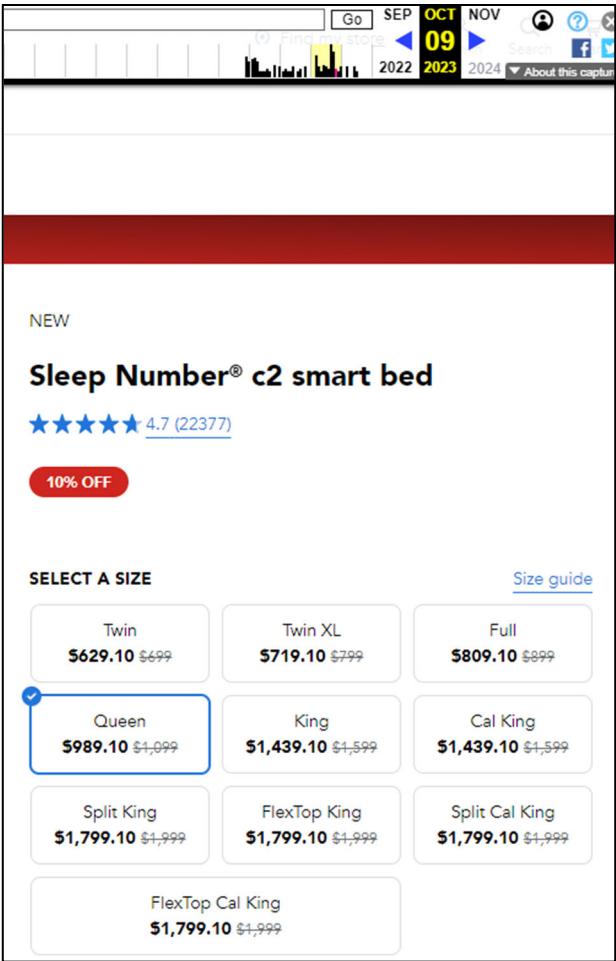 Go SEP OCT NOV
Find my store 09 Search
2022 2023 2024 About this captur
NEW
Sleep Number® c2 smart bed
4.7 (22377)
10% OFF
SELECT A SIZE Size guide
Twin Twin XL Full
$629.10 $699 $719.10 $799 $809.10 $899
Queen King Cal King
$989.10 $1,099 $1,439.10 $1,599 $1,439.10 $1,599
Split King FlexTop King Split Cal King
$1,799.10 $1,999 $1,799.10 $1,999 $1,799.10 $1,999
FlexTop Cal King
$1,799.10 $1,999